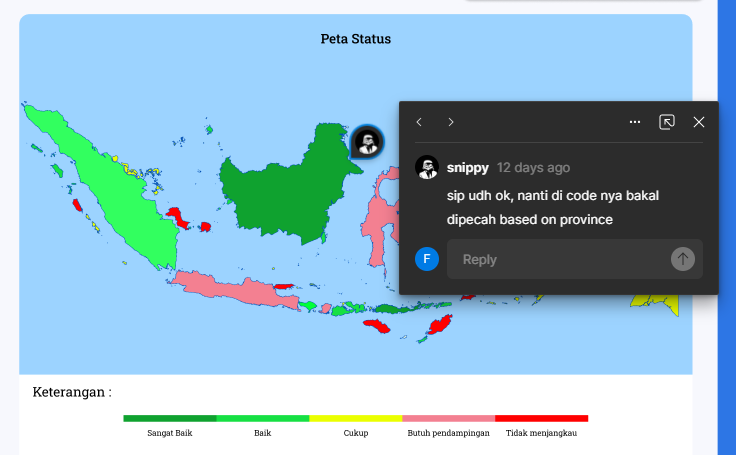 Peta Status
snippy 12 days ago
sip udh ok, nanti di code nya bakal
dipecah based on province
F
Reply
Keterangan :
Sangat Baik
Baik
Cukup
Butuh pendampingan
Tidak menjangkau